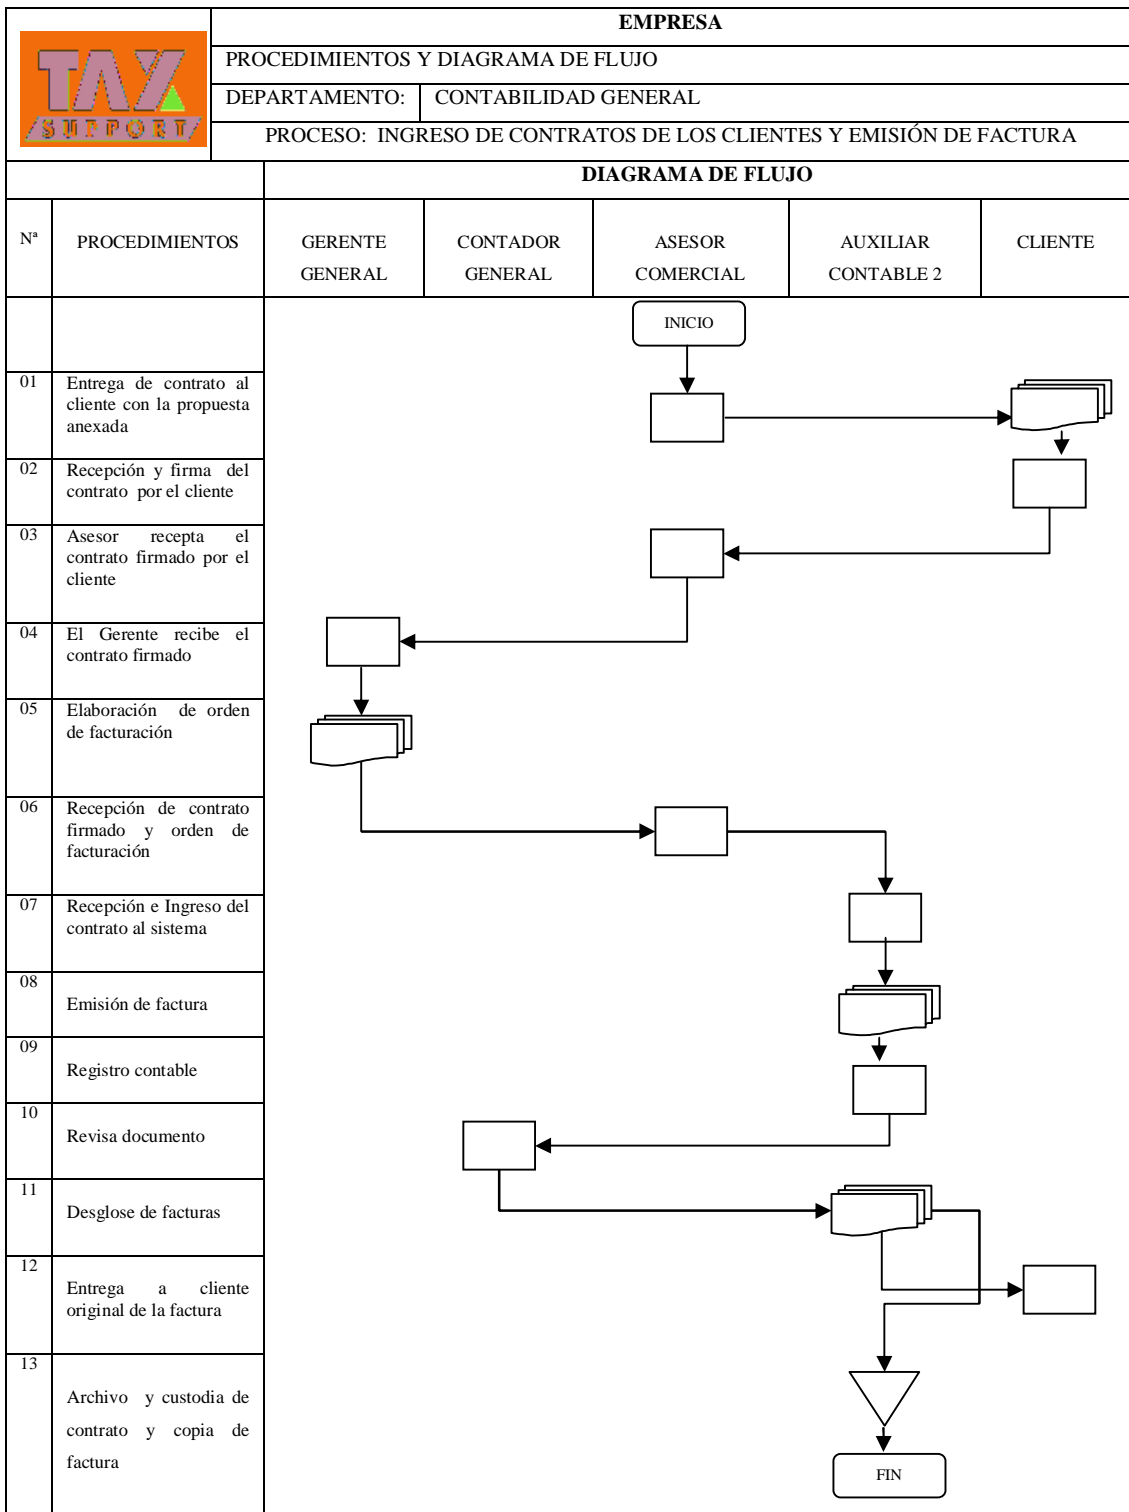 TAX
SUPPORT
EMPRESA
PROCEDIMIENTOS Y DIAGRAMA DE FLUJO
DEPARTAMENTO: CONTABILIDAD GENERAL
PROCESO: INGRESO DE CONTRATOS DE LOS CLIENTES Y EMISIÓN DE FACTURA
DIAGRAMA DE FLUJO
Nª
PROCEDIMIENTOS
GERENTE
GENERAL
CONTADOR
GENERAL
ASESOR
COMERCIAL
AUXILIAR
CONTABLE 2
CLIENTE
INICIO
01
Entrega de contrato al
cliente con la propuesta
anexada
02
Recepción y firma del
contrato por el cliente
03
Asesor recepta el
contrato firmado por el
cliente
04
El Gerente recibe el
contrato firmado
05
Elaboración de orden
de facturación
06
Recepción de contrato
firmado y orden de
facturación
07
Recepción e Ingreso del
contrato al sistema
08
Emisión de factura
09
Registro contable
10
Revisa documento
11
Desglose de facturas
12
Entrega a cliente
original de la factura
13
Archivo y custodia de
contrato y copia de
factura
FIN